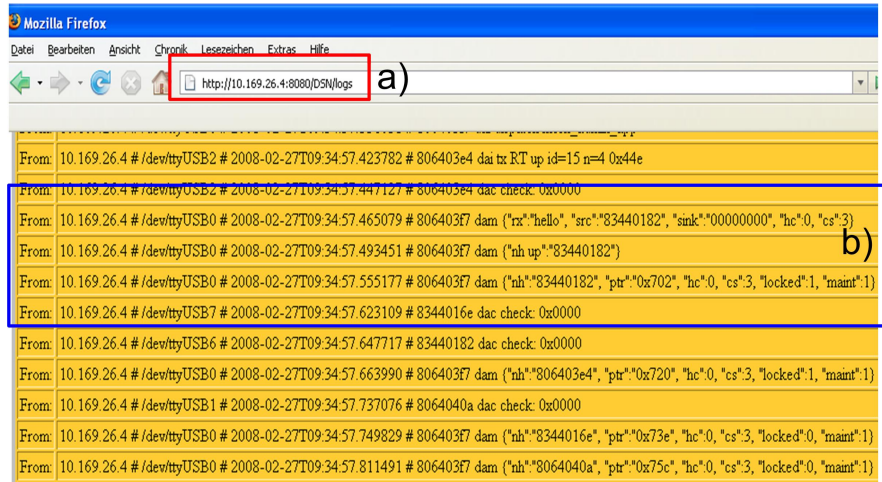 Mozilla Firefox
Datei Bearbeiten Ansicht Chronik Lesezeichen Extras Hilfe
http://10.169.26.4:8080/DSN/logs
a)
From: 10.169.26.4 # /dev/ttyUSB2 # 2008-02-27T09:34:57.423782 # 806403e4 dai tx RT up id=15 n=4 0x44e
From: 10.169.26.4 # /dev/ttyUSB2 # 2008-02-27T09:34:57.447127 # 806403e4 dac check: 0x0000
From: 10.169.26.4 # /dev/ttyUSB0 # 2008-02-27T09:34:57.465079 # 806403f7 dam {"rx":"hello", "src":"83440182", "sink":"00000000", "hc":0, "cs":3}
b)
From: 10.169.26.4 # /dev/ttyUSB0 # 2008-02-27T09:34:57.493451 # 806403f7 dam {"nh up":"83440182"}
From: 10.169.26.4 # /dev/ttyUSB0 # 2008-02-27T09:34:57.555177 # 806403f7 dam {"nh":"83440182", "ptr":"0x702", "hc":0, "cs":3, "locked":1, "maint":1}
From: 10.169.26.4 # /dev/ttyUSB7 # 2008-02-27T09:34:57.623109 # 8344016e dac check: 0x0000
From: 10.169.26.4 # /dev/ttyUSB6 # 2008-02-27T09:34:57.647717 # 83440182 dac check: 0x0000
From: 10.169.26.4 # /dev/ttyUSB0 # 2008-02-27T09:34:57.663990 # 806403f7 dam {"nh":"806403e4", "ptr":"0x720", "hc":0, "cs":3, "locked":1, "maint":1}
From: 10.169.26.4 # /dev/ttyUSB1 # 2008-02-27T09:34:57.737076 # 8064040a dac check: 0x0000
From: 10.169.26.4 # /dev/ttyUSB0 # 2008-02-27T09:34:57.749829 # 806403f7 dam {"nh":"8344016e", "ptr":"0x73e", "hc":0, "cs":3, "locked":0, "maint":1}
From: 10.169.26.4 # /dev/ttyUSB0 # 2008-02-27T09:34:57.811491 # 806403f7 dam {"nh":"8064040a", "ptr":"0x75c", "hc":0, "cs":3, "locked":0, "maint":1}